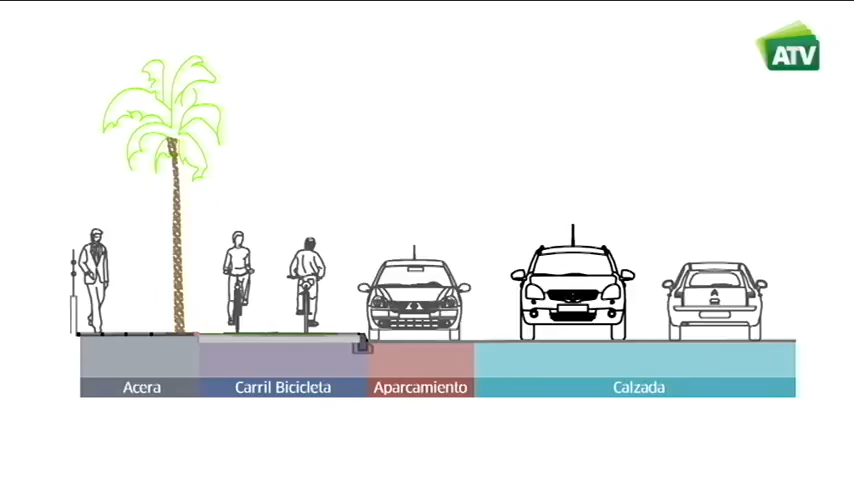 ATV
Acera
Carril Bicicleta
Aparcamiento
Calzada